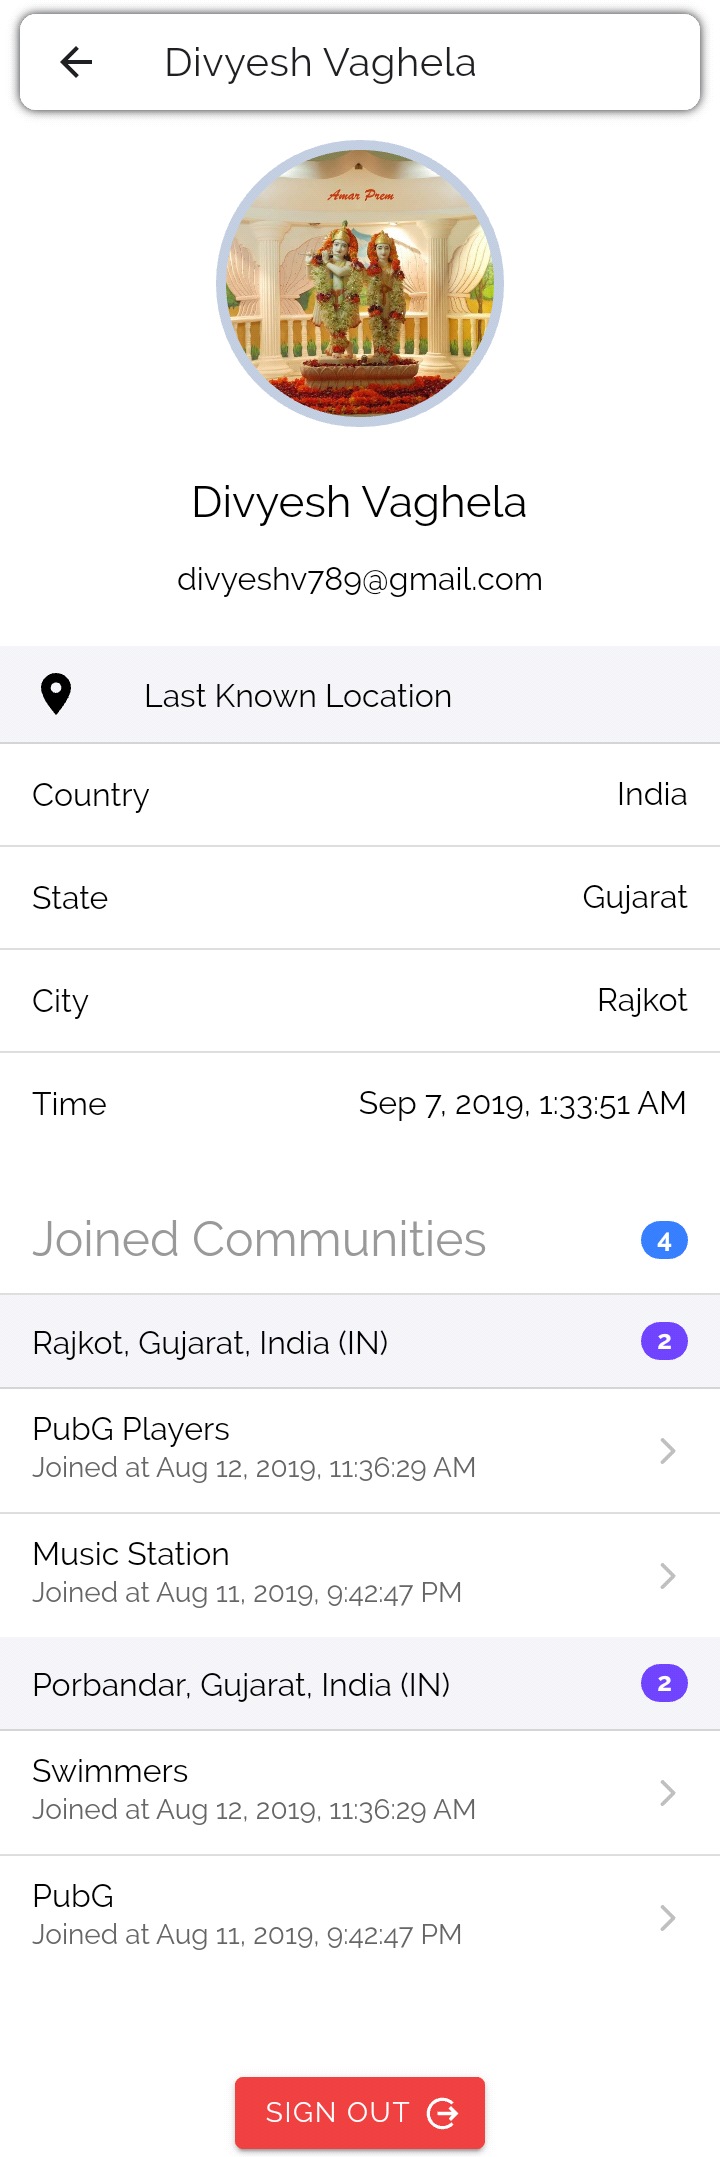 Divyesh Vaghela
Amar Prem
Divyesh Vaghela
divyeshv789@gmail.com
Last Known Location
Country India
State Gujarat
City Rajkot
Time Sep 7, 2019, 1:33:51 AM
Joined Communities 4
Rajkot, Gujarat, India (IN) 2
PubG Players
Joined at Aug 12, 2019, 11:36:29 AM
Music Station
Joined at Aug 11, 2019, 9:42:47 PM
Porbandar, Gujarat, India (IN) 2
Swimmers
Joined at Aug 12, 2019, 11:36:29 AM
PubG
Joined at Aug 11, 2019, 9:42:47 PM
SIGN OUT